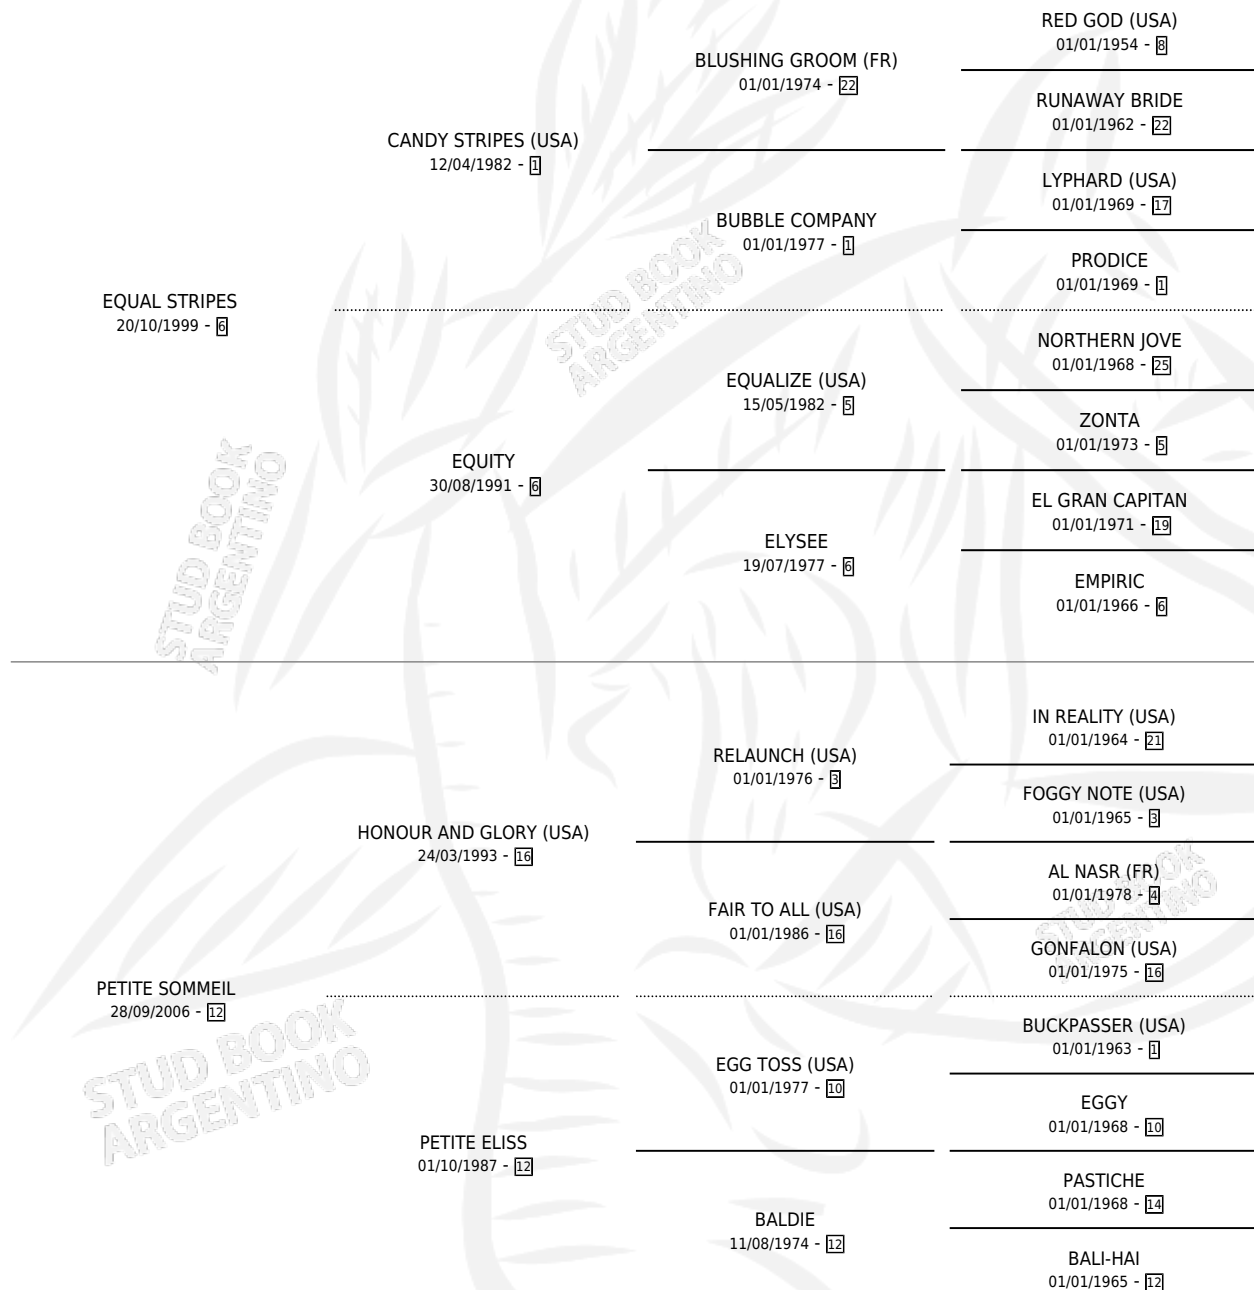 RED GOD (USA)
01/01/1954 - 8
BLUSHING GROOM (FR)
01/01/1974 - 22
RUNAWAY BRIDE
01/01/1962 - 22
CANDY STRIPES (USA)
12/04/1982 - 1
LYPHARD (USA)
01/01/1969 - 17
BUBBLE COMPANY
01/01/1977 - 1
PRODICE
01/01/1969 - 1
EQUAL STRIPES
20/10/1999 - 6
STUD BOOK
ARGENTINO
NORTHERN JOVE
01/01/1968 - 25
EQUALIZE (USA)
15/05/1982 - 5
ZONTA
01/01/1973 - 5
EQUITY
30/08/1991 - 6
EL GRAN CAPITAN
01/01/1971 - 19
ELYSEE
19/07/1977 - 6
EMPIRIC
01/01/1966 - 6
STUD BOOK
ARGENTINO
IN REALITY (USA)
01/01/1964 - 21
RELAUNCH (USA)
01/01/1976 - 3
FOGGY NOTE (USA)
01/01/1965 - 3
HONOUR AND GLORY (USA)
24/03/1993 - 16
AL NASR (FR)
01/01/1978 - 4
FAIR TO ALL (USA)
01/01/1986 - 16
GONFALON (USA)
01/01/1975 - 16
STUD BOOK
ARGENTINO
PETITE SOMMEIL
28/09/2006 - 12
STUD BOOK
ARGENTINO
BUCKPASSER (USA)
01/01/1963 - 1
EGG TOSS (USA)
01/01/1977 - 10
EGGY
01/01/1968 - 10
PETITE ELISS
01/10/1987 - 12
PASTICHE
01/01/1968 - 14
BALDIE
11/08/1974 - 12
BALI-HAI
01/01/1965 - 12